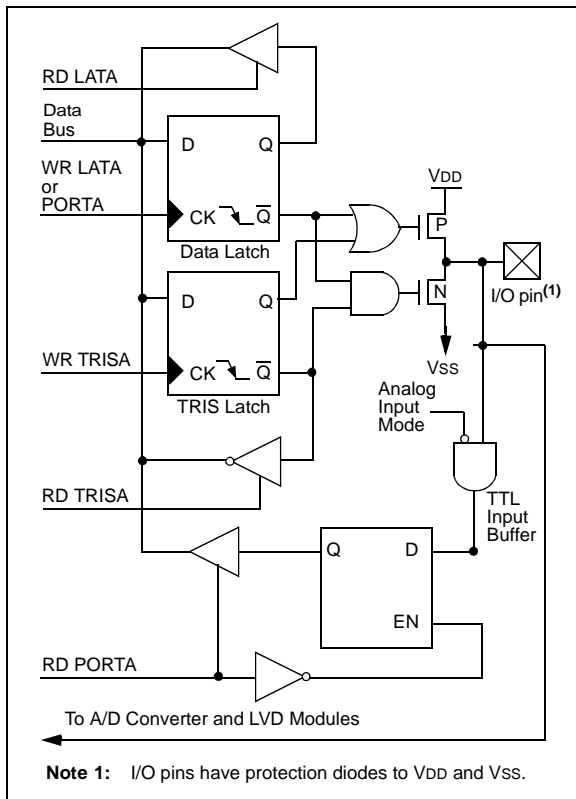 RD LATA
Data
Bus
D
Q
WR LATA
or
PORTA
CK
Q̅
Data Latch
VDD
P
N
I/O pin(1)
VSS
D
Q
WR TRISA
CK
Q̅
TRIS Latch
Analog
Input
Mode
RD TRISA
TTL
Input
Buffer
Q
D
EN
RD PORTA
To A/D Converter and LVD Modules
Note 1: I/O pins have protection diodes to VDD and VSS.